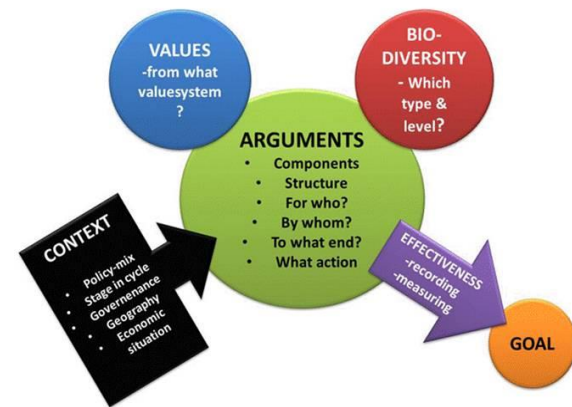 VALUES
-from what
valuesystem
?
BIO-
DIVERSITY
- Which
type &
level?
ARGUMENTS
• Components
• Structure
• For who?
• By whom?
• To what end?
• What action
CONTEXT
• Policy-mix
• Stage in cycle
• Governenance
• Geography
• Economic
situation
EFFECTIVENESS
-recording
-measuring
GOAL